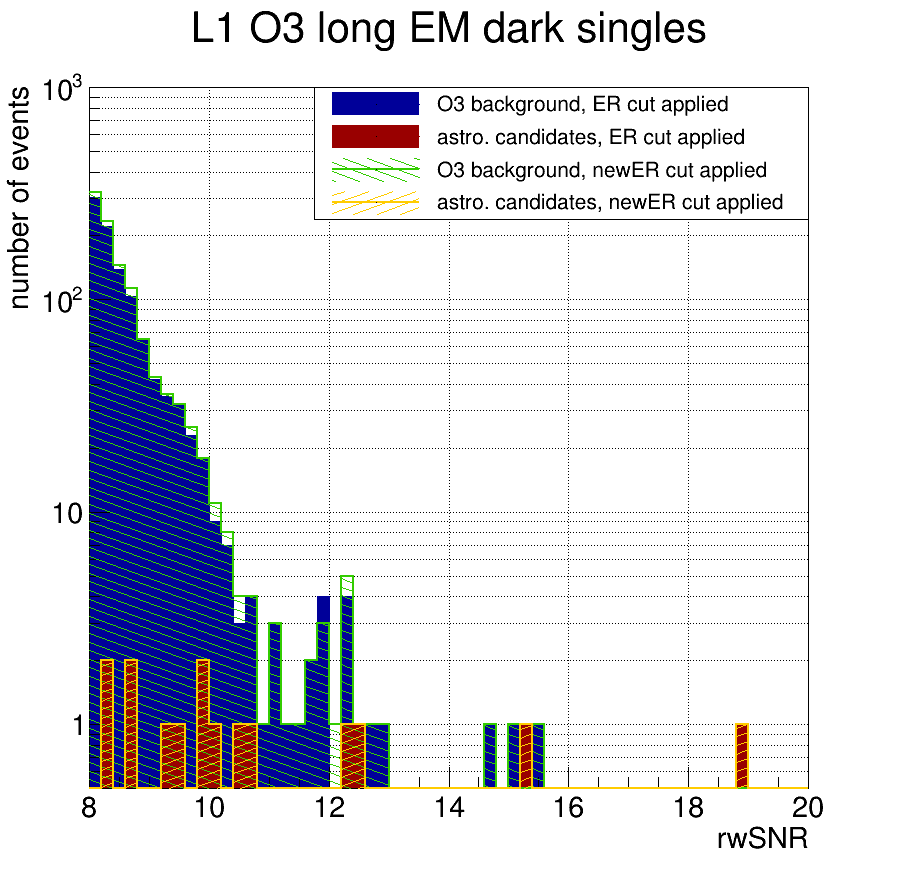 L1 O3 long EM dark singles
number of events
10³
10²
10
1
O3 background, ER cut applied
astro. candidates, ER cut applied
O3 background, newER cut applied
astro. candidates, newER cut applied
8 10 12 14 16 18 20
rwSNR